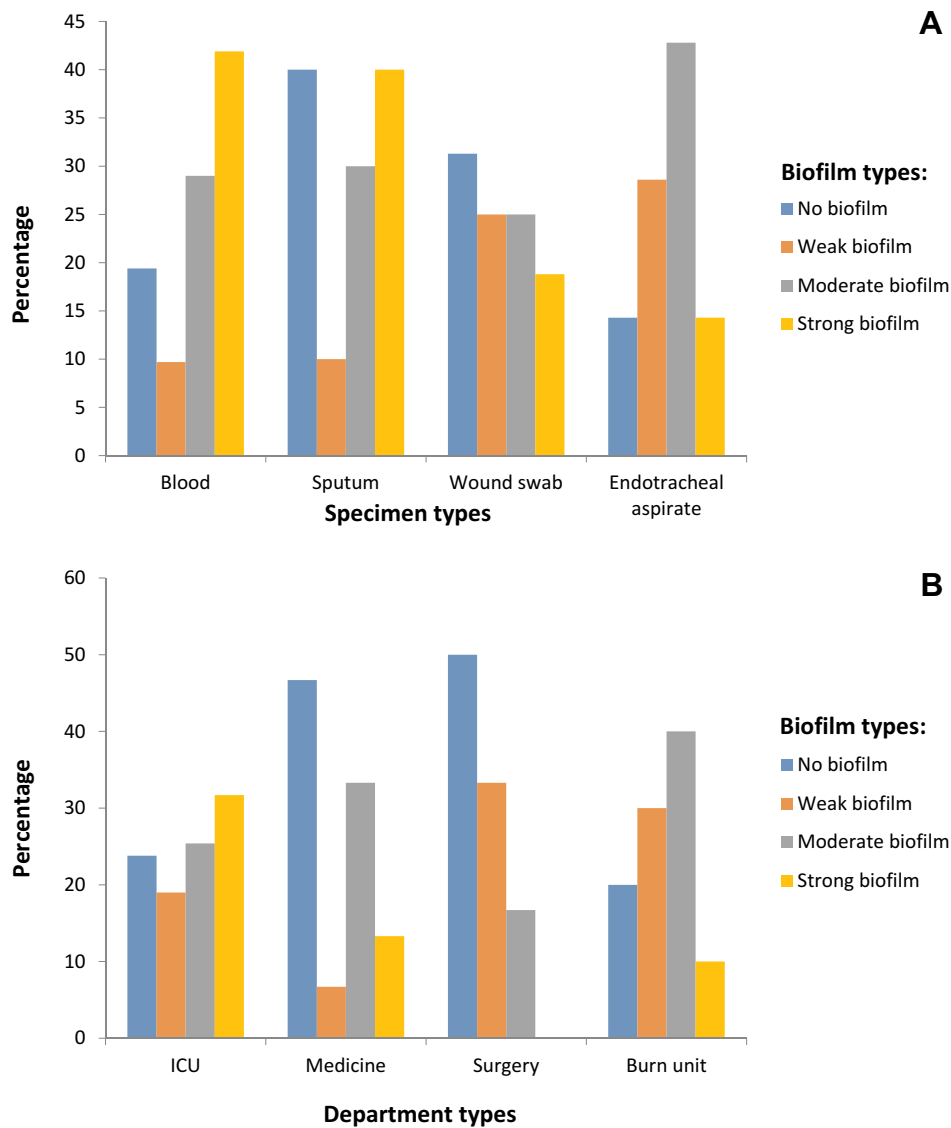 A
45
40
35
30
25
20
15
10
5
0
Percentage
Blood
Sputum
Wound swab
Endotracheal
aspirate
Specimen types
Biofilm types:
No biofilm
Weak biofilm
Moderate biofilm
Strong biofilm
B
60
50
40
30
20
10
0
Percentage
ICU
Medicine
Surgery
Burn unit
Department types
Biofilm types:
No biofilm
Weak biofilm
Moderate biofilm
Strong biofilm